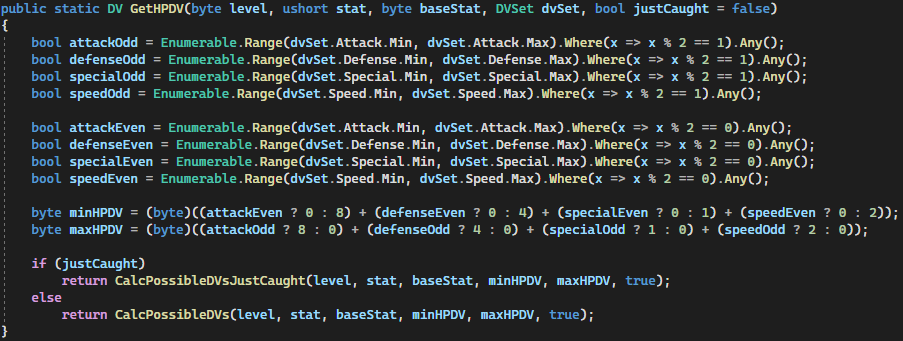 public static DV GetHPDV(byte level, ushort stat, byte baseStat, DVSet dvSet, bool justCaught = false)
{
    bool attackOdd = Enumerable.Range(dvSet.Attack.Min, dvSet.Attack.Max).Where(x => x % 2 == 1).Any();
    bool defenseOdd = Enumerable.Range(dvSet.Defense.Min, dvSet.Defense.Max).Where(x => x % 2 == 1).Any();
    bool specialOdd = Enumerable.Range(dvSet.Special.Min, dvSet.Special.Max).Where(x => x % 2 == 1).Any();
    bool speedOdd = Enumerable.Range(dvSet.Speed.Min, dvSet.Speed.Max).Where(x => x % 2 == 1).Any();

    bool attackEven = Enumerable.Range(dvSet.Attack.Min, dvSet.Attack.Max).Where(x => x % 2 == 0).Any();
    bool defenseEven = Enumerable.Range(dvSet.Defense.Min, dvSet.Defense.Max).Where(x => x % 2 == 0).Any();
    bool specialEven = Enumerable.Range(dvSet.Special.Min, dvSet.Special.Max).Where(x => x % 2 == 0).Any();
    bool speedEven = Enumerable.Range(dvSet.Speed.Min, dvSet.Speed.Max).Where(x => x % 2 == 0).Any();

    byte minHPDV = (byte)((attackEven ? 0 : 8) + (defenseEven ? 0 : 4) + (specialEven ? 0 : 1) + (speedEven ? 0 : 2));
    byte maxHPDV = (byte)((attackOdd ? 8 : 0) + (defenseOdd ? 4 : 0) + (specialOdd ? 1 : 0) + (speedOdd ? 2 : 0));

    if (justCaught)
        return CalcPossibleDVsJustCaught(level, stat, baseStat, minHPDV, maxHPDV, true);
    else
        return CalcPossibleDVs(level, stat, baseStat, minHPDV, maxHPDV, true);
}